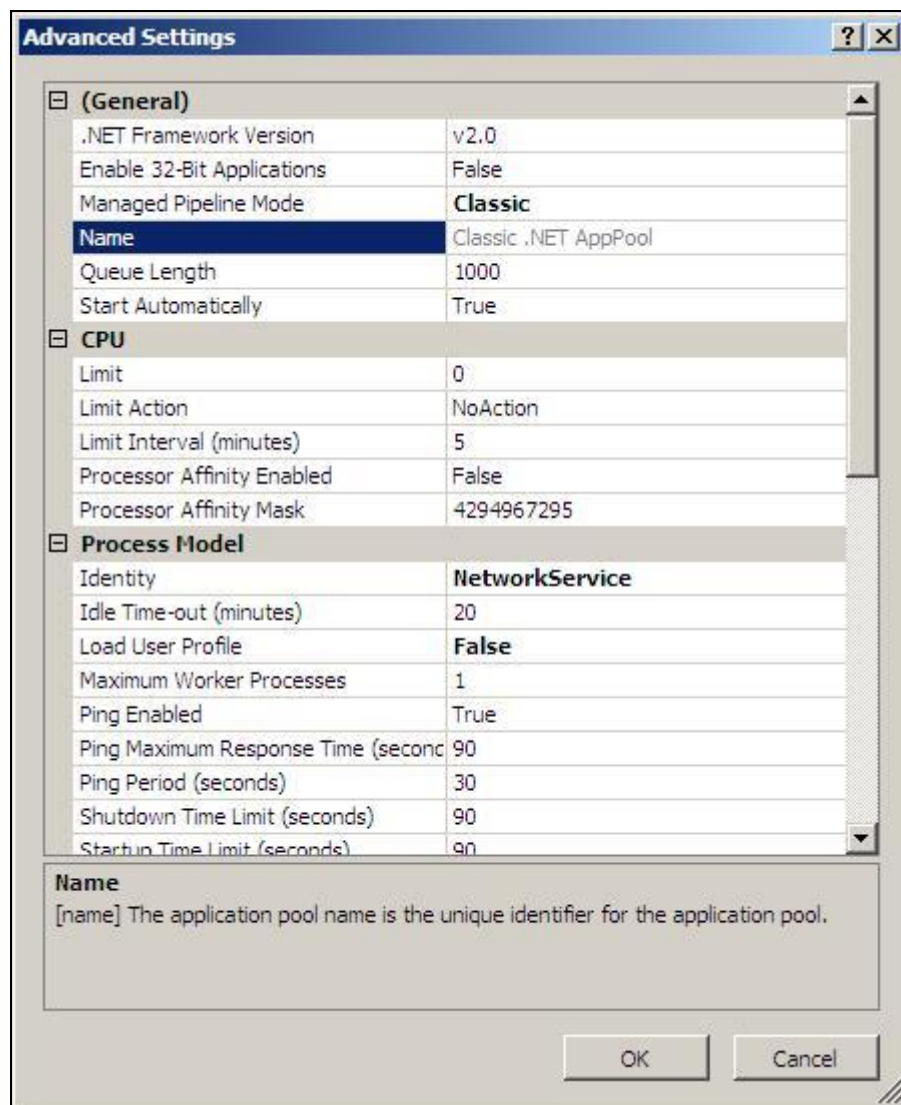 Advanced Settings
(General)
.NET Framework Version v2.0
Enable 32-Bit Applications False
Managed Pipeline Mode Classic
Name Classic .NET AppPool
Queue Length 1000
Start Automatically True
CPU
Limit 0
Limit Action NoAction
Limit Interval (minutes) 5
Processor Affinity Enabled False
Processor Affinity Mask 4294967295
Process Model
Identity NetworkService
Idle Time-out (minutes) 20
Load User Profile False
Maximum Worker Processes 1
Ping Enabled True
Ping Maximum Response Time (second 90
Ping Period (seconds) 30
Shutdown Time Limit (seconds) 90
Startup Time Limit (seconds) 90
Name
[name] The application pool name is the unique identifier for the application pool.
OK Cancel